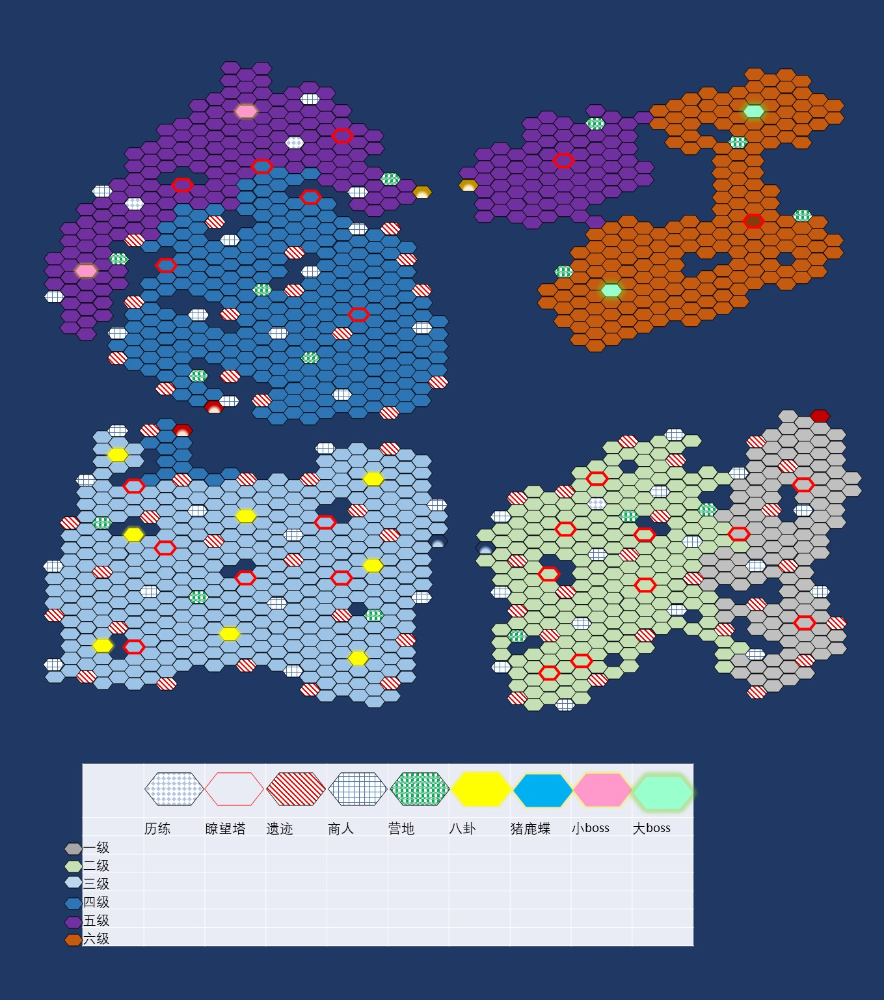 历练 瞭望塔 遗迹 商人 营地 八卦 猪鹿蝶 小boss 大boss
一级
二级
三级
四级
五级
六级